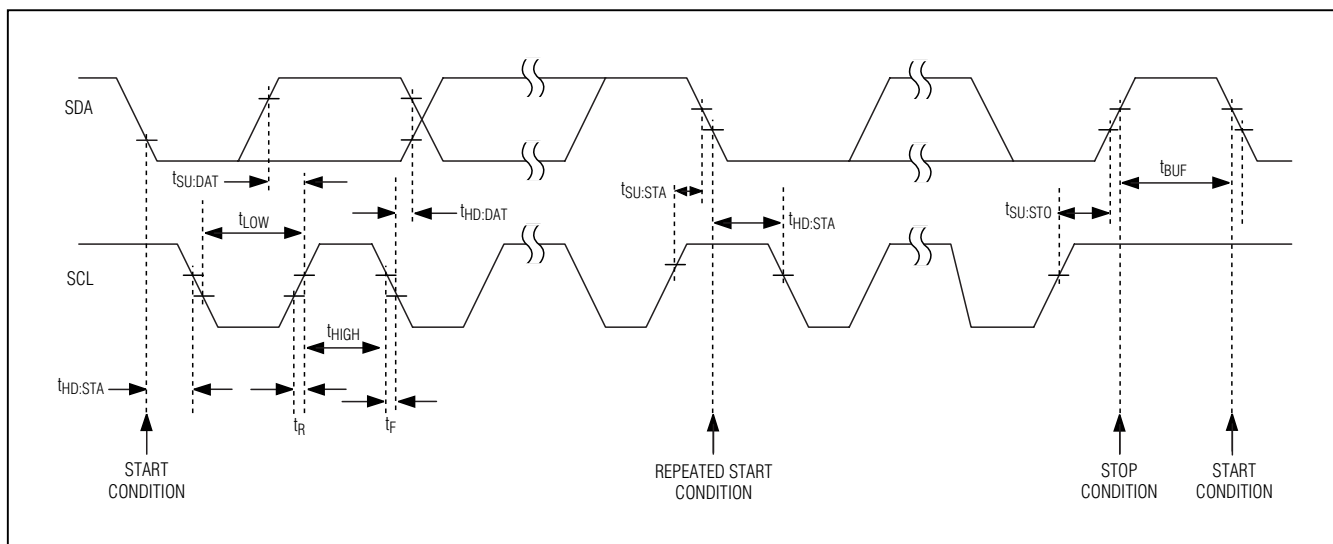 SDA
tSU:DAT
tLOW
tHD:DAT
tSU:STA
tHD:STA
tBUF
tSU:STO
SCL
tHIGH
tHD:STA
tR
tF
START
CONDITION
REPEATED START
CONDITION
STOP
CONDITION
START
CONDITION